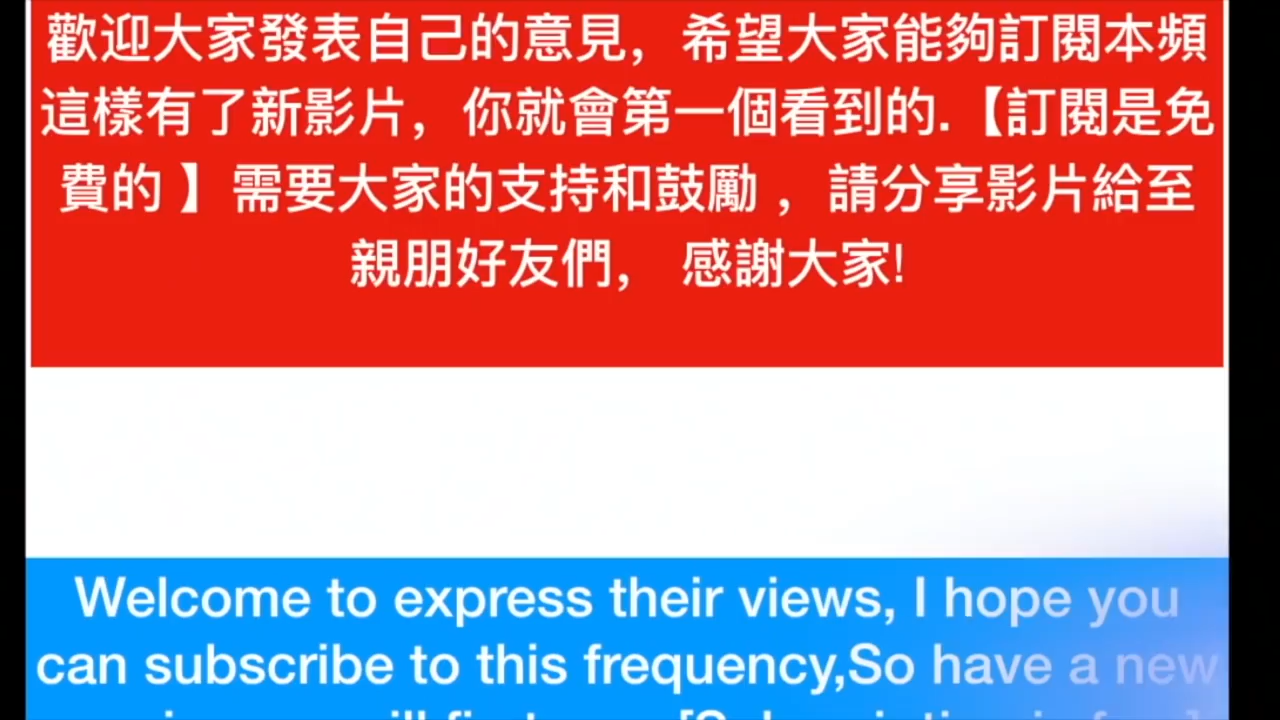 歡迎大家發表自己的意見，希望大家能夠訂閱本頻
這樣有了新影片，你就會第一個看到的.【訂閱是免
費的 】需要大家的支持和鼓勵 ，請分享影片給至
親朋好友們， 感謝大家!
Welcome to express their views, I hope you
can subscribe to this frequency,So have a new